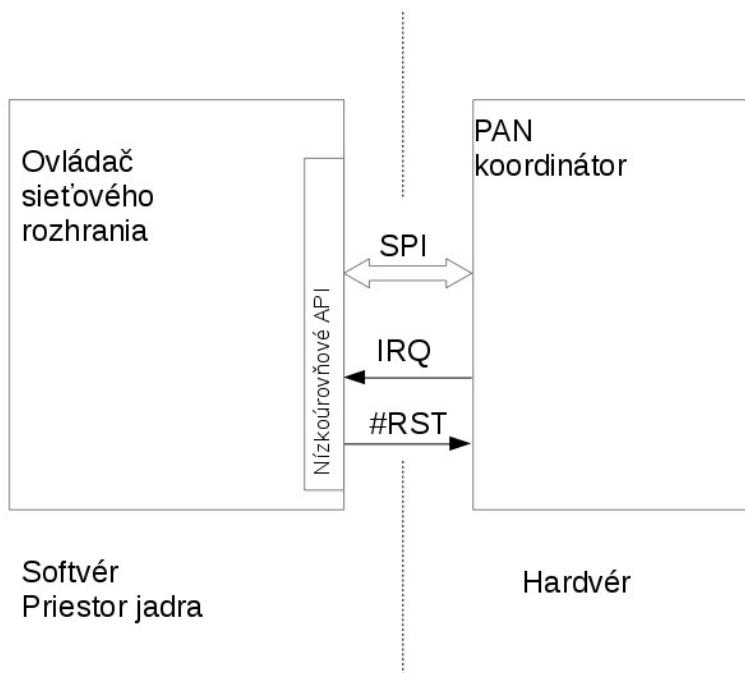 Ovládač
sieťového
rozhrania
Nízkoúrovňové API
SPI
IRQ
#RST
PAN
koordinátor
Softvér
Priestor jadra
Hardvér